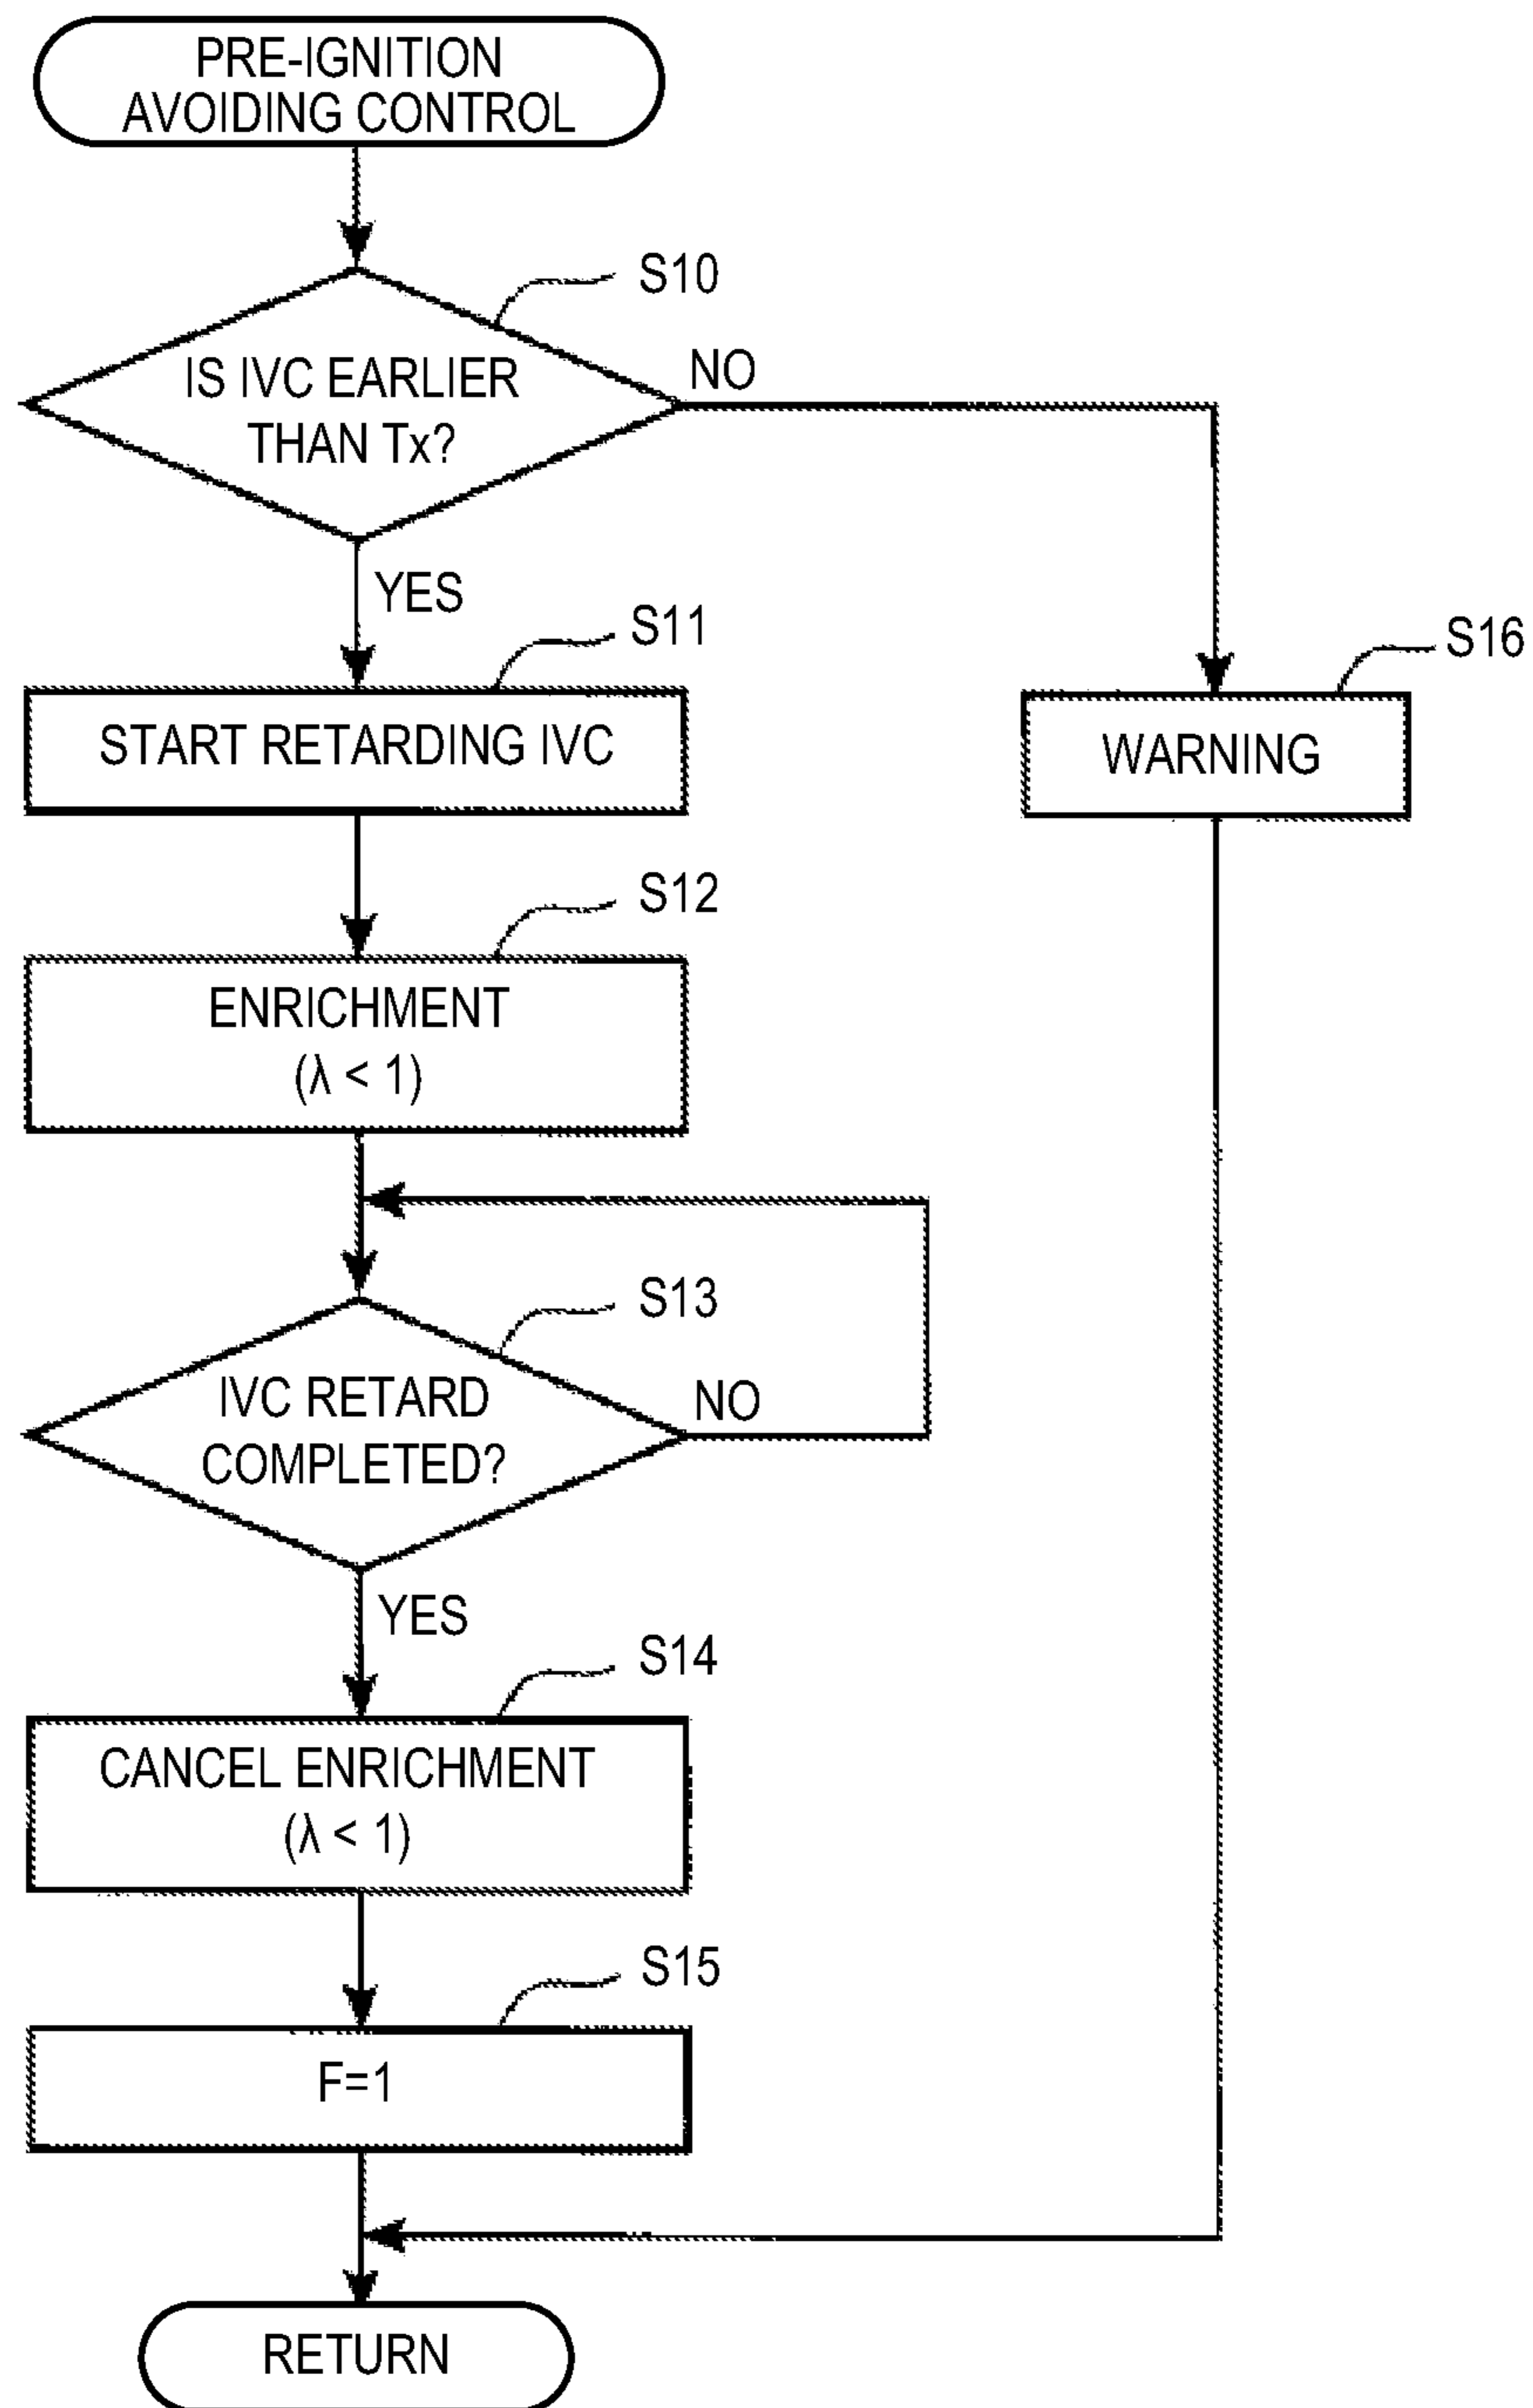 PRE-IGNITION
AVOIDING CONTROL
S10
IS IVC EARLIER
THAN Tx?
NO
YES
S11
START RETARDING IVC
S16
WARNING
S12
ENRICHMENT
(λ < 1)
S13
IVC RETARD
COMPLETED?
NO
YES
S14
CANCEL ENRICHMENT
(λ < 1)
S15
F=1
RETURN